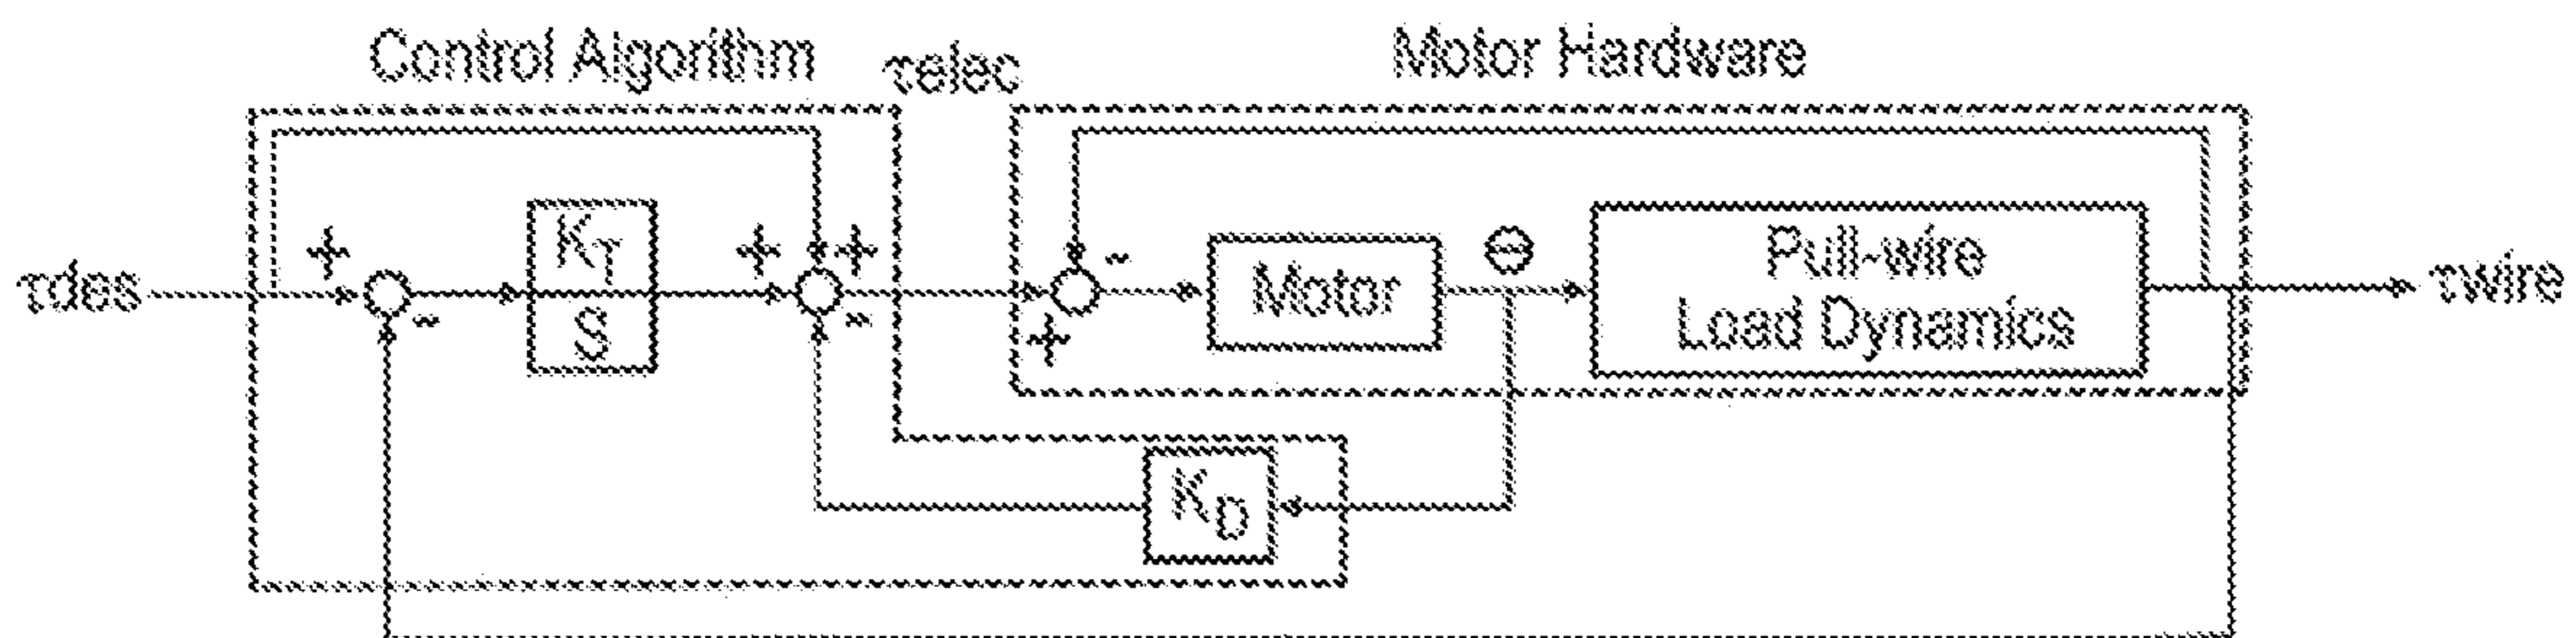 Control Algorithm
τelec
Motor Hardware
τdes
+
-
K_T
S
+
+
-
+
-
Motor
Θ
Pull-wire
Load Dynamics
τwire
K_D